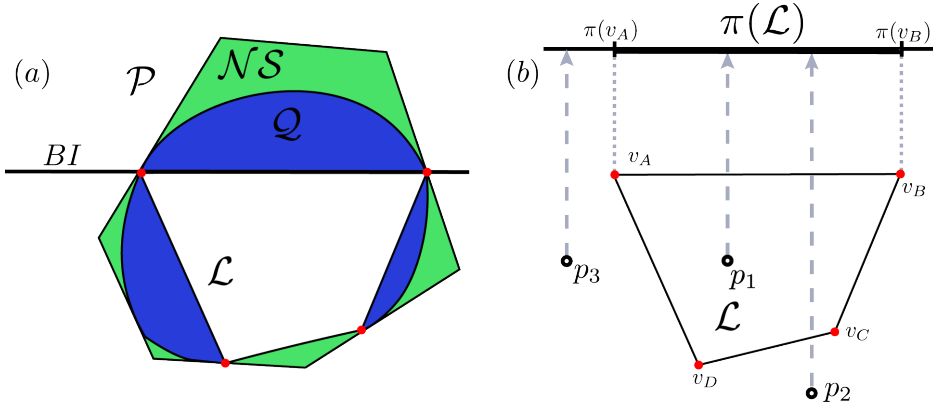 (a)
𝒫
𝒩𝒮
𝒬
BI
ℒ
(b)
π(v_A)
π(ℒ)
π(v_B)
v_A
v_B
p_3
p_1
ℒ
v_C
v_D
p_2